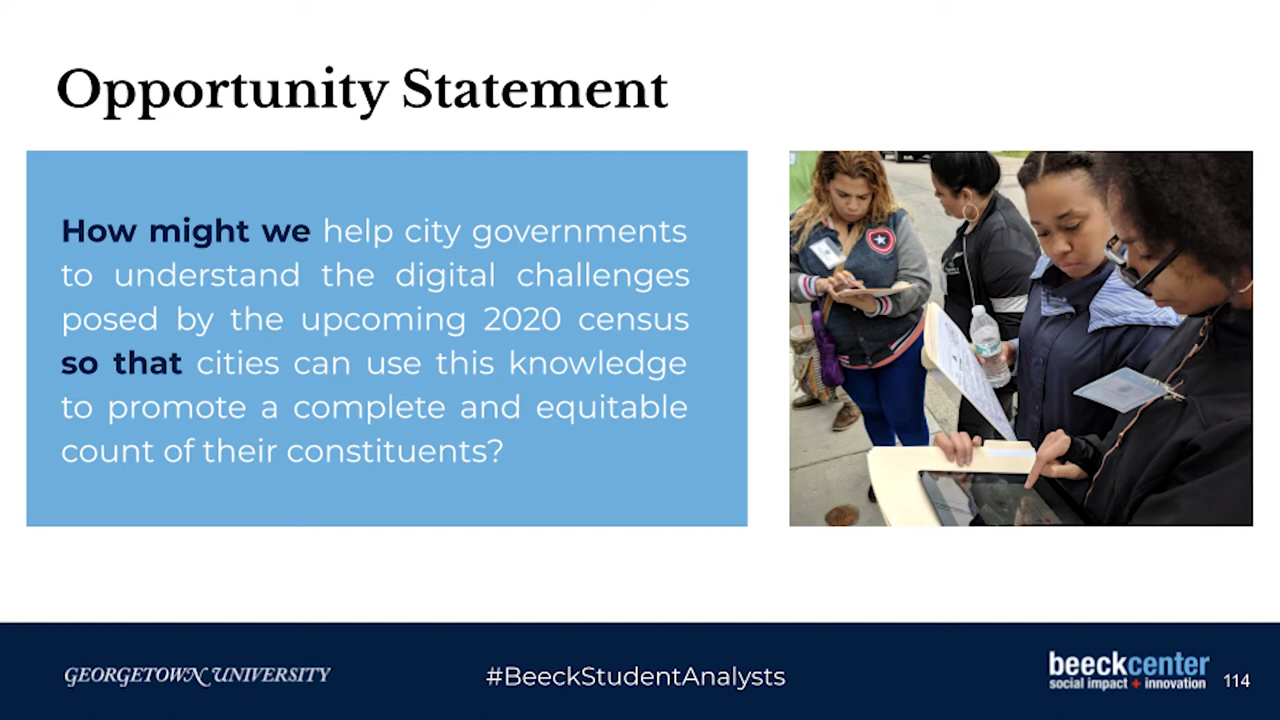 Opportunity Statement
How might we help city governments
to understand the digital challenges
posed by the upcoming 2020 census
so that cities can use this knowledge
to promote a complete and equitable
count of their constituents?
GEORGETOWN UNIVERSITY
#BeeckStudentAnalysts
beeckcenter
social impact + innovation
114